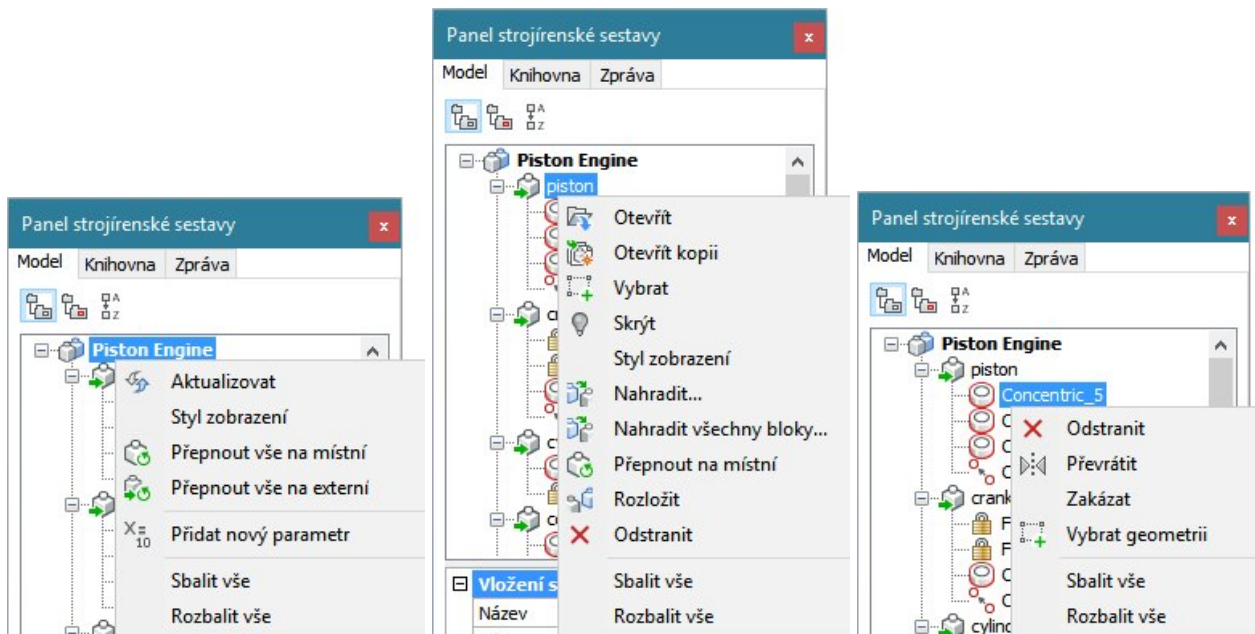 Panel strojírenské sestavy
Model Knihovna Zpráva
Piston Engine
Aktualizovat
Styl zobrazení
Přepnout vše na místní
Přepnout vše na externí
Přidat nový parametr
Sbalit vše
Rozbalit vše
Panel strojírenské sestavy
Model Knihovna Zpráva
Piston Engine
piston
Otevřít
Otevřít kopii
Vybrat
Skrýt
Styl zobrazení
Nahradit...
Nahradit všechny bloky...
Přepnout na místní
Rozložit
Odstranit
Sbalit vše
Rozbalit vše
Vložení
Název
Panel strojírenské sestavy
Model Knihovna Zpráva
Piston Engine
piston
Concentric_5
Odstranit
Převrátit
Zakázat
Vybrat geometrii
Sbalit vše
Rozbalit vše